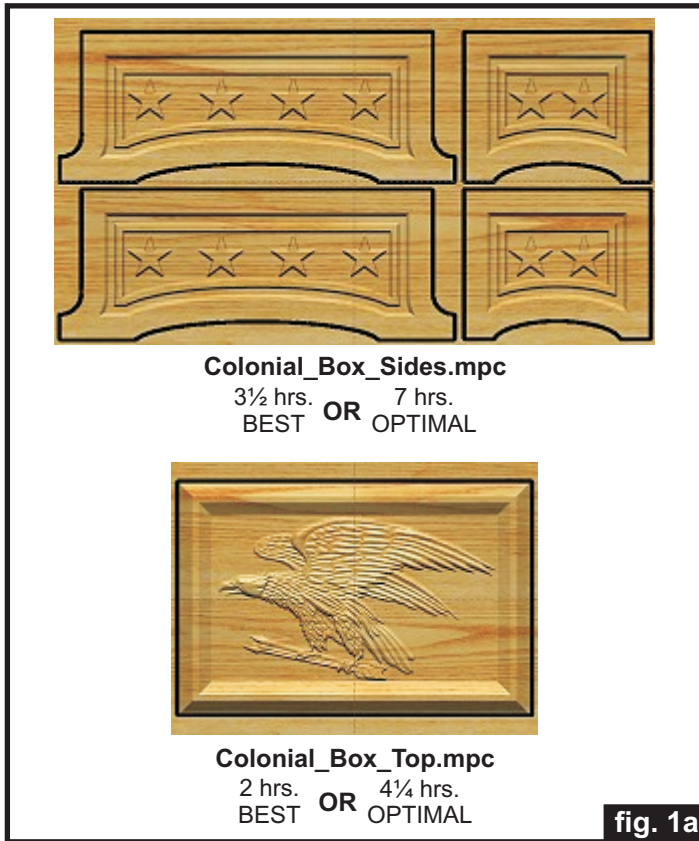 Colonial_Box_Sides.mpc
3½ hrs. BEST OR 7 hrs. OPTIMAL
Colonial_Box_Top.mpc
2 hrs. BEST OR 4¼ hrs. OPTIMAL
fig. 1a